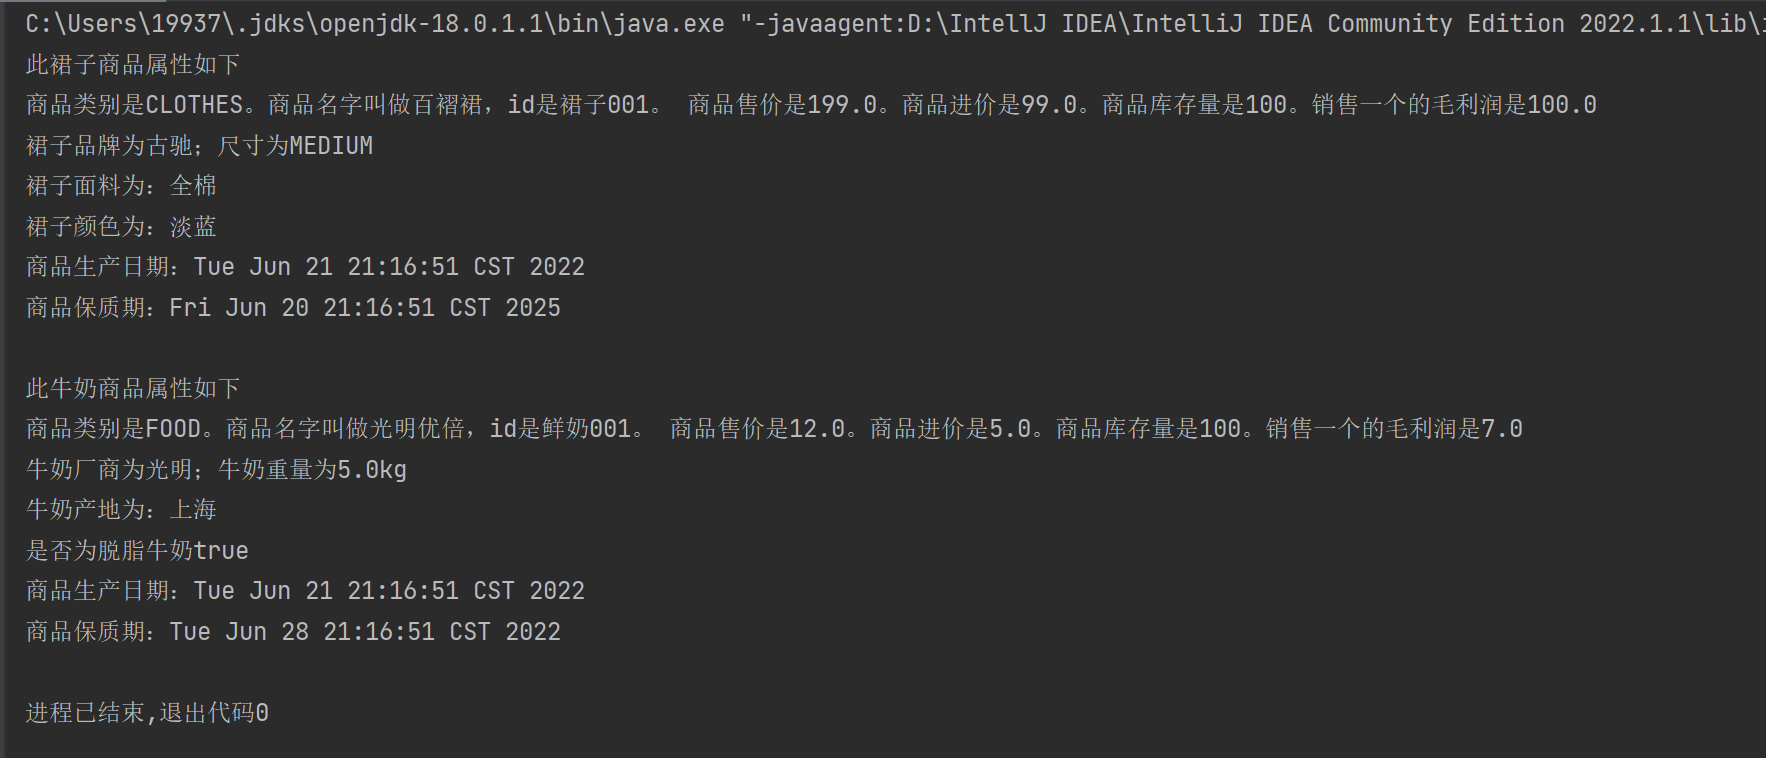 C:\Users\19937\.jdks\openjdk-18.0.1.1\bin\java.exe "-javaagent:D:\IntellJ IDEA\IntelliJ IDEA Community Edition 2022.1.1\lib\
此裙子商品属性如下
商品类别是CLOTHES。商品名字叫做百褶裙，id是裙子001。 商品售价是199.0。商品进价是99.0。商品库存量是100。销售一个的毛利润是100.0
裙子品牌为古驰；尺寸为MEDIUM
裙子面料为：全棉
裙子颜色为：淡蓝
商品生产日期：Tue Jun 21 21:16:51 CST 2022
商品保质期：Fri Jun 20 21:16:51 CST 2025
此牛奶商品属性如下
商品类别是FOOD。商品名字叫做光明优倍，id是鲜奶001。 商品售价是12.0。商品进价是5.0。商品库存量是100。销售一个的毛利润是7.0
牛奶厂商为光明；牛奶重量为5.0kg
牛奶产地为：上海
是否为脱脂牛奶true
商品生产日期：Tue Jun 21 21:16:51 CST 2022
商品保质期：Tue Jun 28 21:16:51 CST 2022
进程已结束,退出代码0